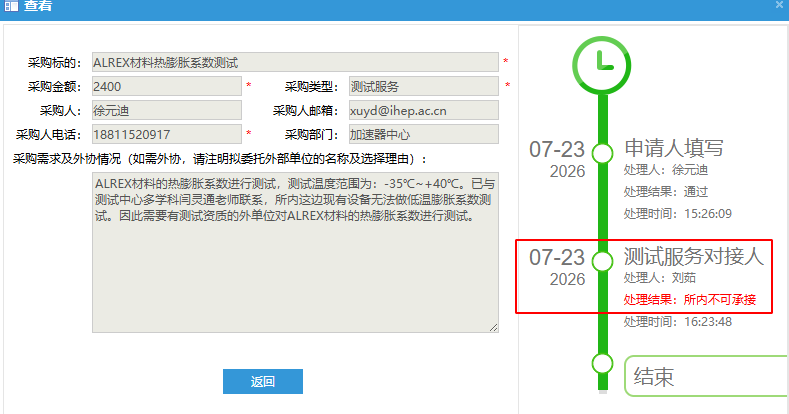 查看
采购标的： ALREX材料热膨胀系数测试 *
采购金额： 2400 * 采购类型： 测试服务 *
采购人： 徐元迪 采购人邮箱： xuyd@ihep.ac.cn
采购人电话： 18811520917 * 采购部门： 加速器中心
采购需求及外协情况（如需外协，请注明拟委托外部单位的名称及选择理由）：
ALREX材料的热膨胀系数进行测试，测试温度范围为：-35℃~+40℃。已与
测试中心多学科闫灵通老师联系，所内这边现有设备无法做低温膨胀系数测
试。因此需要有测试资质的外单位对ALREX材料的热膨胀系数进行测试。
返回
07-23
2026
申请人填写
处理人：徐元迪
处理结果：通过
处理时间：15:26:09
07-23
2026
测试服务对接人
处理人：刘茹
处理结果：所内不可承接
处理时间：16:23:48
结束